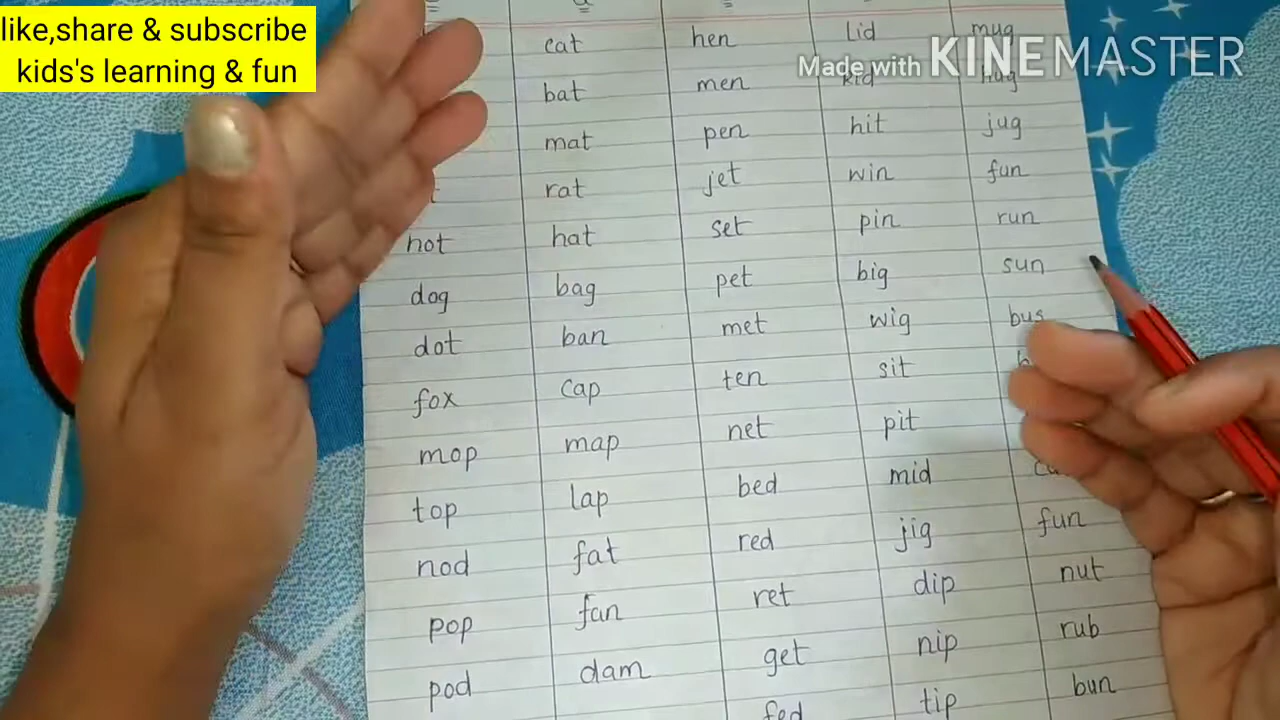 like,share & subscribe
kids's learning & fun
Made with KINEMASTER
cat hen Lid mug
bat men kid hug
mat pen hit jug
rat jet win fun
hot hat set pin run
dog bag pet big sun
dot ban met wig bus
fox cap ten sit
mop map net pit
top lap bed mid
nod fat red jig fun
pop fan ret dip nut
pod dam get nip rub
fed tip bun